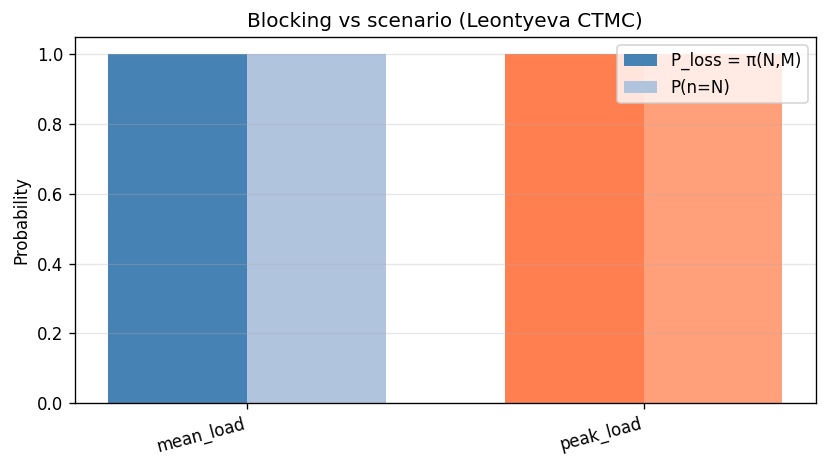 Blocking vs scenario (Leontyeva CTMC)
P_loss = π(N,M)
P(n=N)
Probability
1.0
0.8
0.6
0.4
0.2
0.0
mean_load
peak_load